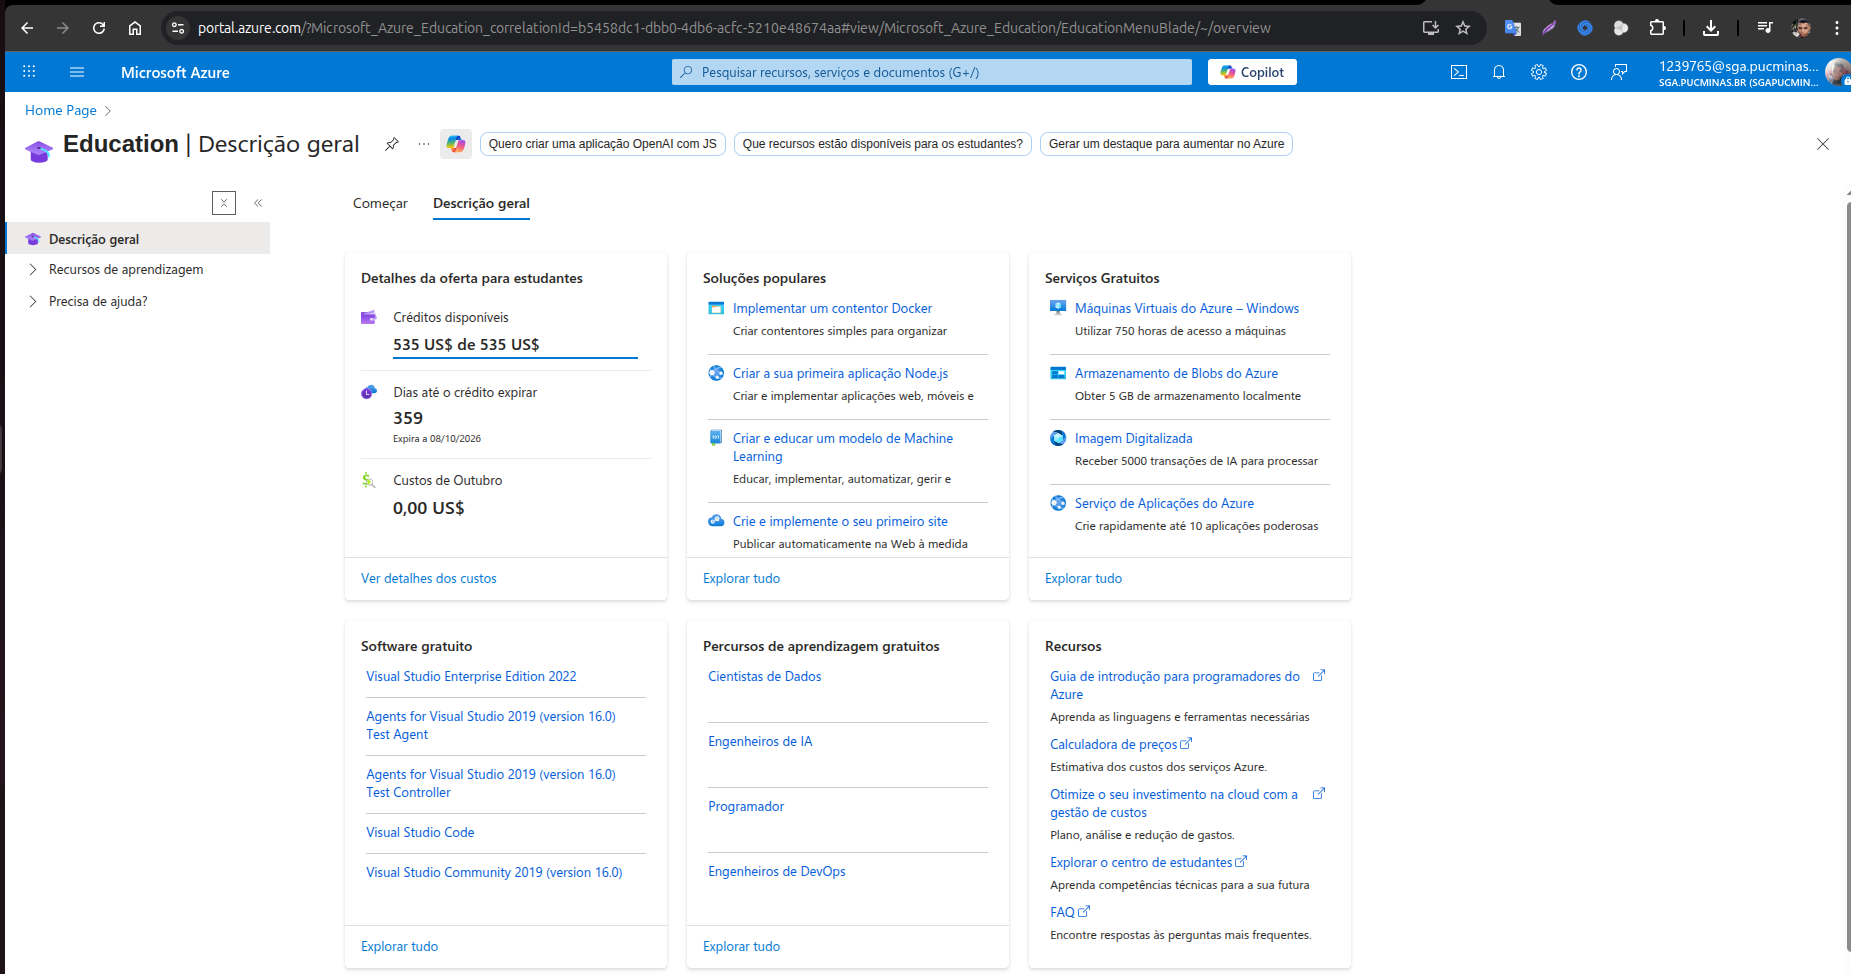 portal.azure.com/?Microsoft_Azure_Education_correlationId=b5458dc1-dbb0-4db6-acfc-5210e48674aa#view/Microsoft_Azure_Education/EducationMenuBlade/~/overview
Microsoft Azure
Pesquisar recursos, serviços e documentos (G+/)
Copilot
1239765@sga.pucminas...
SGA.PUCMINAS.BR (SGAPUCMIN...
Home Page
Education | Descrição geral
Quero criar uma aplicação OpenAI com JS
Que recursos estão disponíveis para os estudantes?
Gerar um destaque para aumentar no Azure
Descrição geral
Recursos de aprendizagem
Precisa de ajuda?
Começar
Descrição geral
Detalhes da oferta para estudantes
Créditos disponíveis
535 US$ de 535 US$
Dias até o crédito expirar
359
Expira a 08/10/2026
Custos de Outubro
0,00 US$
Ver detalhes dos custos
Soluções populares
Implementar um contentor Docker
Criar contentores simples para organizar
Criar a sua primeira aplicação Node.js
Criar e implementar aplicações web, móveis e
Criar e educar um modelo de Machine
Learning
Educar, implementar, automatizar, gerir e
Crie e implemente o seu primeiro site
Publicar automaticamente na Web à medida
Explorar tudo
Serviços Gratuitos
Máquinas Virtuais do Azure – Windows
Utilizar 750 horas de acesso a máquinas
Armazenamento de Blobs do Azure
Obter 5 GB de armazenamento localmente
Imagem Digitalizada
Receber 5000 transações de IA para processar
Serviço de Aplicações do Azure
Crie rapidamente até 10 aplicações poderosas
Explorar tudo
Software gratuito
Visual Studio Enterprise Edition 2022
Agents for Visual Studio 2019 (version 16.0)
Test Agent
Agents for Visual Studio 2019 (version 16.0)
Test Controller
Visual Studio Code
Visual Studio Community 2019 (version 16.0)
Explorar tudo
Percursos de aprendizagem gratuitos
Cientistas de Dados
Engenheiros de IA
Programador
Engenheiros de DevOps
Explorar tudo
Recursos
Guia de introdução para programadores do
Azure
Aprenda as linguagens e ferramentas necessárias
Calculadora de preços
Estimativa dos custos dos serviços Azure.
Otimize o seu investimento na cloud com a
gestão de custos
Plano, análise e redução de gastos.
Explorar o centro de estudantes
Aprenda competências técnicas para a sua futura
FAQ
Encontre respostas às perguntas mais frequentes.